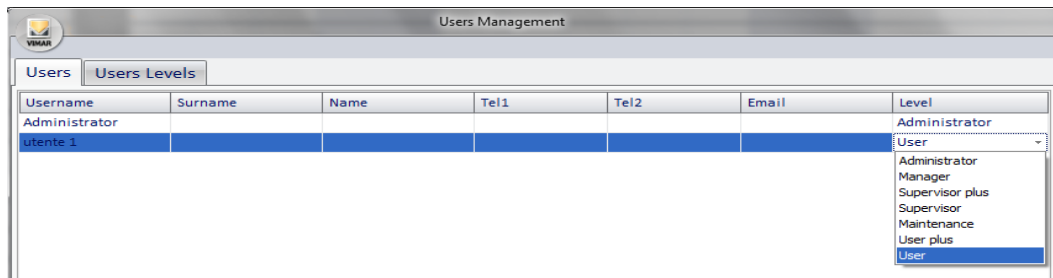 Users Management
VIMAR
Users Users Levels
Username Surname Name Tel1 Tel2 Email Level
Administrator Administrator
utente 1 User
Administrator
Manager
Supervisor plus
Supervisor
Maintenance
User plus
User